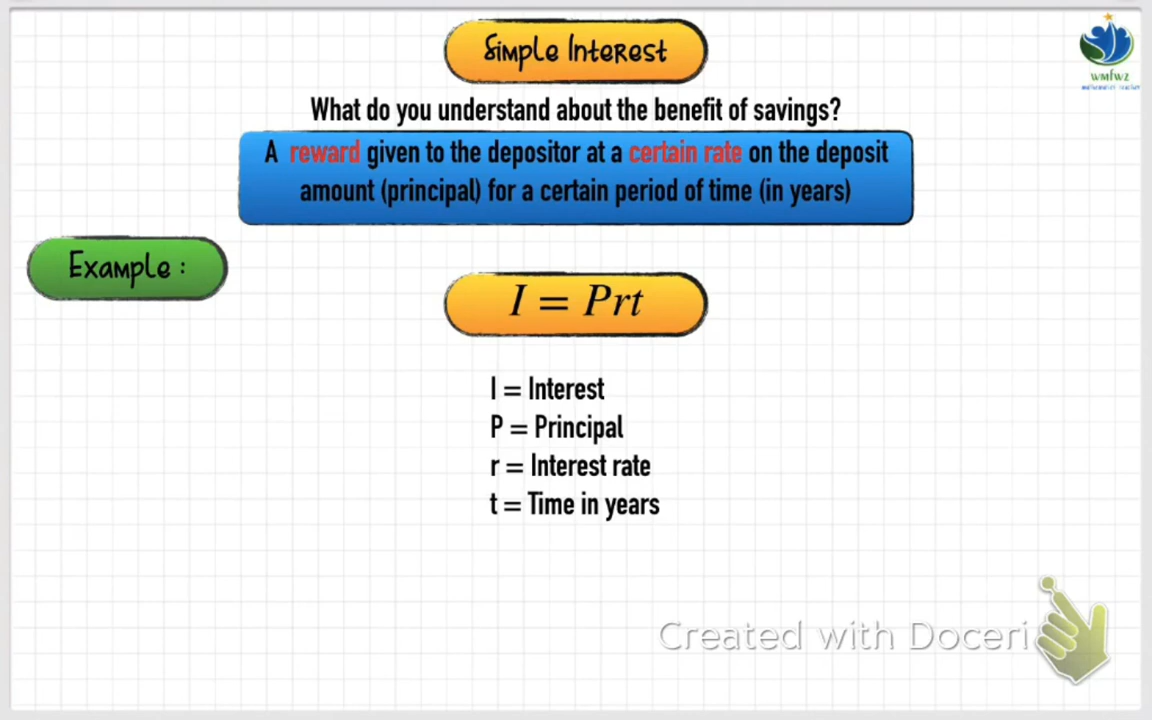 Simple Interest
wmfwz
mathematics teacher
What do you understand about the benefit of savings?
A reward given to the depositor at a certain rate on the deposit
amount (principal) for a certain period of time (in years)
Example :
I = Prt
I = Interest
P = Principal
r = Interest rate
t = Time in years
Created with Doceri